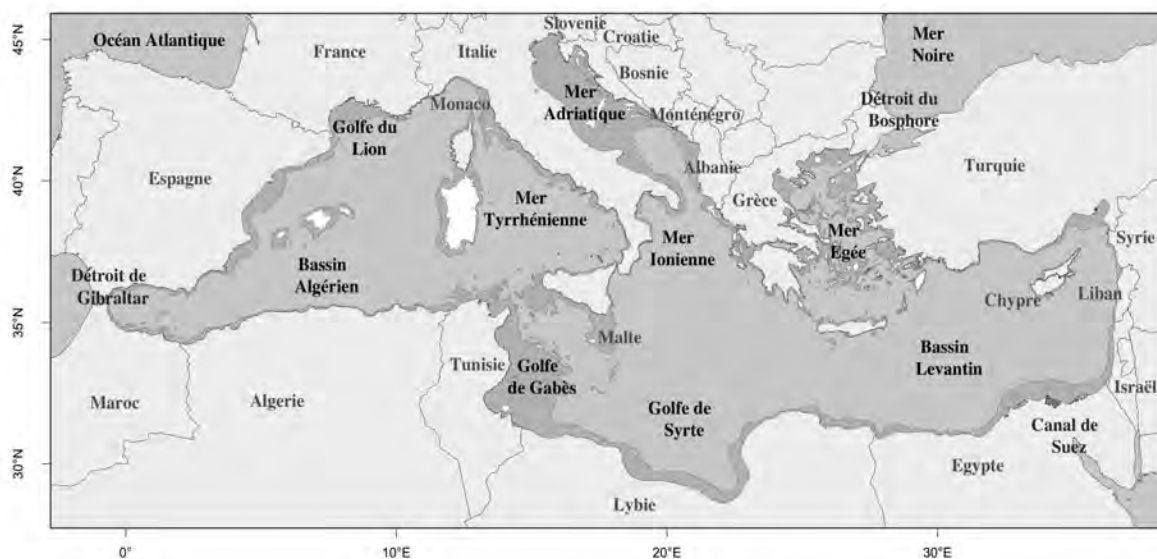 45°N
40°N
35°N
30°N
Océan Atlantique
France
Italie
Slovenie
Croatie
Bosnie
Mer
Noire
Monaco
Mer
Adriatique
Monténégro
Détroit du
Bosphore
Golfe du
Lion
Espagne
Albanie
Turquie
Grèce
Mer
Tyrrhénienne
Mer
Ionienne
Mer
Egée
Syrie
Détroit de
Gibraltar
Bassin
Algérien
Chypre
Liban
Malte
Tunisie
Golfe
de Gabès
Bassin
Levantin
Israël
Maroc
Algerie
Golfe de
Syrte
Canal de
Suez
Egypte
Lybie
0°
10°E
20°E
30°E